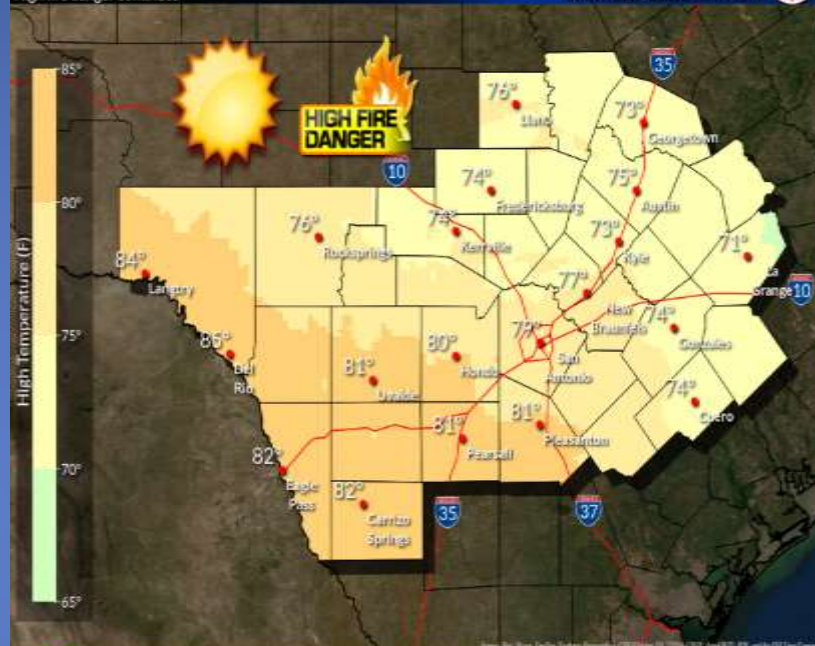 85°
80°
High Temperature (F)
75°
70°
65°
HIGH FIRE
DANGER
35
76°
Llano
73°
Georgetown
10
74°
Fredericksburg
75°
Austin
76°
Rocksprings
74°
Kerrville
73°
Kyle
71°
La
Grange
84°
Langtry
77°
New
Braunfels
10
79°
San
Antonio
74°
Gonzales
85°
Del
Rio
80°
Hondo
81°
Uvalde
74°
Cuero
81°
Pearsall
81°
Pleasanton
82°
Eagle
Pass
82°
Carrizo
Springs
35
37